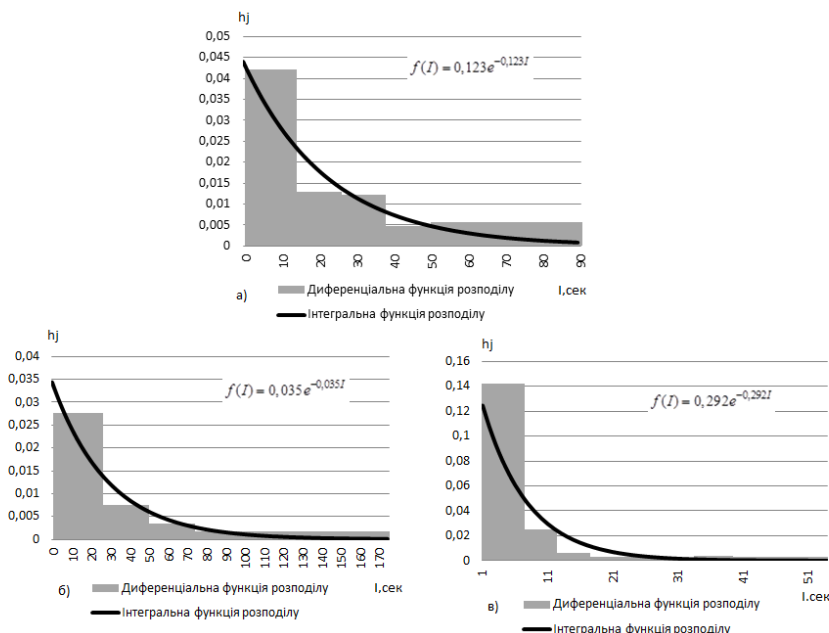 hj
0,05
0,045
0,04
0,035
0,03
0,025
0,02
0,015
0,01
0,005
0
f(I) = 0,123e^{-0,123I}
0 10 20 30 40 50 60 70 80 90
Диференціальна функція розподілу
I,сек
а)
Інтегральна функція розподілу
hj
0,04
0,035
0,03
0,025
0,02
0,015
0,01
0,005
0
f(I) = 0,035e^{-0,035I}
0 10 20 30 40 50 60 70 80 90 100 110 120 130 140 150 160 170
I,сек
б)
Диференціальна функція розподілу
Інтегральна функція розподілу
hj
0,16
0,14
0,12
0,1
0,08
0,06
0,04
0,02
0
f(I) = 0,292e^{-0,292I}
1 11 21 31 41 51
I.сек
в)
Диференціальна функція розподілу
Інтегральна функція розподілу